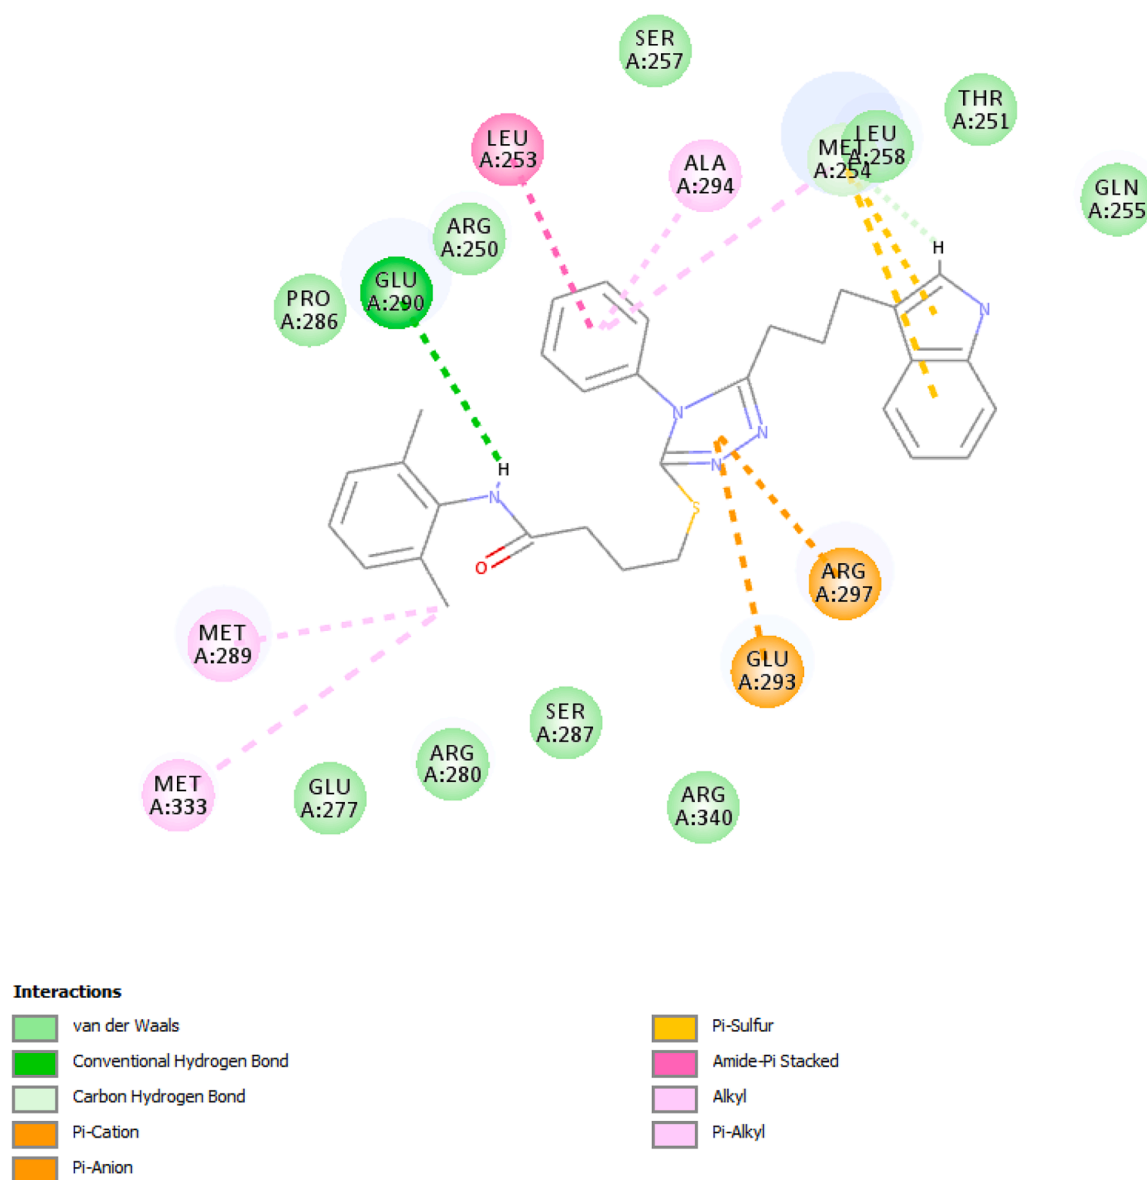 SER
A:257
THR
A:251
LEU
A:253
LEU
A:258
MET
A:254
ALA
A:294
GLN
A:255
ARG
A:250
GLU
A:290
PRO
A:286
H
N
N
N
N
H
N
S
O
ARG
A:297
MET
A:289
GLU
A:293
SER
A:287
ARG
A:280
MET
A:333
GLU
A:277
ARG
A:340
Interactions
van der Waals
Conventional Hydrogen Bond
Carbon Hydrogen Bond
Pi-Cation
Pi-Anion
Pi-Sulfur
Amide-Pi Stacked
Alkyl
Pi-Alkyl